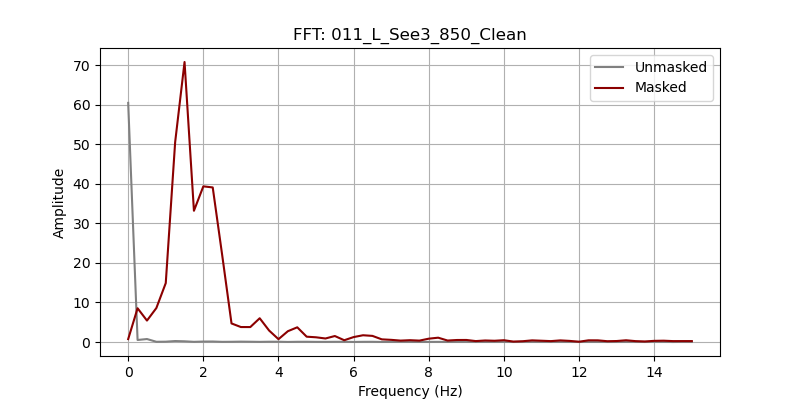 FFT: 011_L_See3_850_Clean
Unmasked
Masked
Amplitude
70
60
50
40
30
20
10
0
0 2 4 6 8 10 12 14
Frequency (Hz)